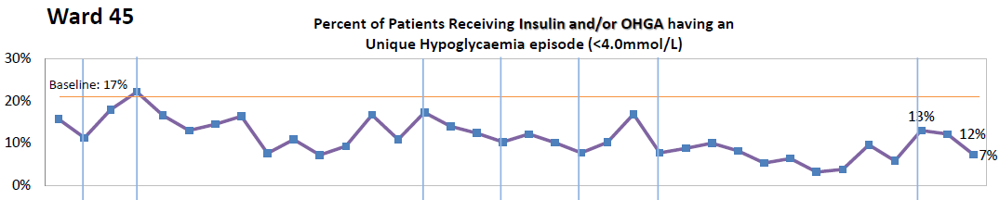 Ward 45
Percent of Patients Receiving Insulin and/or OHGA having an
Unique Hypoglycaemia episode (<4.0mmol/L)
30%
Baseline: 17%
20%
13%
12%
10%
7%
0%